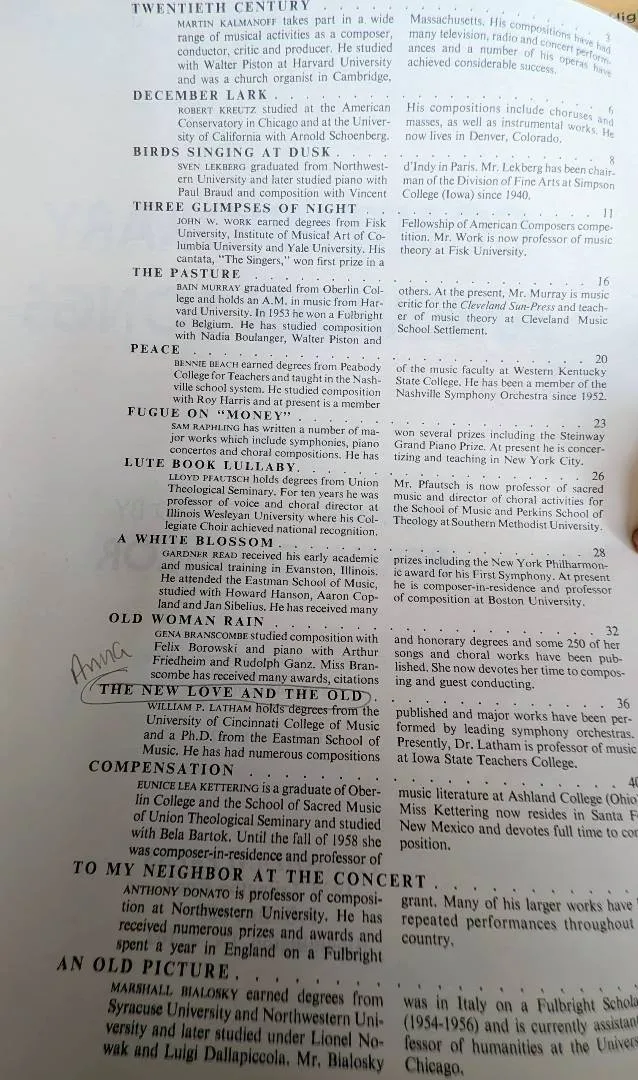 dig
TWENTIETH CENTURY . . . . . . . . . . . . 3
MARTIN KALMANOFF takes part in a wide
range of musical activities as a composer,
conductor, critic and producer. He studied
with Walter Piston at Harvard University
and was a church organist in Cambridge,
Massachusetts. His compositions have had
many television, radio and concert perform-
ances and a number of his operas have
achieved considerable success.
DECEMBER LARK . . . . . . . . . . . . 6
ROBERT KREUTZ studied at the American
Conservatory in Chicago and at the Univer-
sity of California with Arnold Schoenberg.
His compositions include choruses and
masses, as well as instrumental works. He
now lives in Denver, Colorado.
BIRDS SINGING AT DUSK . . . . . . . . . . . . 8
SVEN LEKBERG graduated from Northwest-
ern University and later studied piano with
Paul Braud and composition with Vincent
d'Indy in Paris. Mr. Lekberg has been chair-
man of the Division of Fine Arts at Simpson
College (Iowa) since 1940.
THREE GLIMPSES OF NIGHT . . . . . . . . . . . . 11
JOHN W. WORK earned degrees from Fisk
University, Institute of Musical Art of Co-
lumbia University and Yale University. His
cantata, "The Singers," won first prize in a
Fellowship of American Composers compe-
tition. Mr. Work is now professor of music
theory at Fisk University.
THE PASTURE . . . . . . . . . . . . 16
BAIN MURRAY graduated from Oberlin Col-
lege and holds an A.M. in music from Har-
vard University. In 1953 he won a Fulbright
to Belgium. He has studied composition
with Nadia Boulanger, Walter Piston and
others. At the present, Mr. Murray is music
critic for the Cleveland Sun-Press and teach-
er of music theory at Cleveland Music
School Settlement.
PEACE . . . . . . . . . . . . 20
BENNIE BEACH earned degrees from Peabody
College for Teachers and taught in the Nash-
ville school system. He studied composition
with Roy Harris and at present is a member
of the music faculty at Western Kentucky
State College. He has been a member of the
Nashville Symphony Orchestra since 1952.
FUGUE ON "MONEY" . . . . . . . . . . . . 23
SAM RAPHLING has written a number of ma-
jor works which include symphonies, piano
concertos and choral compositions. He has
won several prizes including the Steinway
Grand Piano Prize. At present he is concer-
tizing and teaching in New York City.
LUTE BOOK LULLABY . . . . . . . . . . . . 26
LLOYD PFAUTSCH holds degrees from Union
Theological Seminary. For ten years he was
professor of voice and choral director at
Illinois Wesleyan University where his Col-
legiate Choir achieved national recognition.
Mr. Pfautsch is now professor of sacred
music and director of choral activities for
the School of Music and Perkins School of
Theology at Southern Methodist University.
A WHITE BLOSSOM . . . . . . . . . . . . 28
GARDNER READ received his early academic
and musical training in Evanston, Illinois.
He attended the Eastman School of Music,
studied with Howard Hanson, Aaron Cop-
land and Jan Sibelius. He has received many
prizes including the New York Philharmon-
ic award for his First Symphony. At present
he is composer-in-residence and professor
of composition at Boston University.
OLD WOMAN RAIN . . . . . . . . . . . . 32
GENA BRANSCOMBE studied composition with
Felix Borowski and piano with Arthur
Friedheim and Rudolph Ganz. Miss Bran-
scombe has received many awards, citations
and honorary degrees and some 250 of her
songs and choral works have been pub-
lished. She now devotes her time to compos-
ing and guest conducting.
Anna
THE NEW LOVE AND THE OLD . . . . . . . . . . . . 36
WILLIAM P. LATHAM holds degrees from the
University of Cincinnati College of Music
and a Ph.D. from the Eastman School of
Music. He has had numerous compositions
published and major works have been per-
formed by leading symphony orchestras.
Presently, Dr. Latham is professor of music
at Iowa State Teachers College.
COMPENSATION . . . . . . . . . . . . 40
EUNICE LEA KETTERING is a graduate of Ober-
lin College and the School of Sacred Music
of Union Theological Seminary and studied
with Bela Bartok. Until the fall of 1958 she
was composer-in-residence and professor of
music literature at Ashland College (Ohio)
Miss Kettering now resides in Santa F
New Mexico and devotes full time to com
position.
TO MY NEIGHBOR AT THE CONCERT . . . . . . . . .
ANTHONY DONATO is professor of composi-
tion at Northwestern University. He has
received numerous prizes and awards and
spent a year in England on a Fulbright
grant. Many of his larger works have
repeated performances throughout
country.
AN OLD PICTURE . . . . . . . . . . . .
MARSHALL BIALOSKY earned degrees from
Syracuse University and Northwestern Uni-
versity and later studied under Lionel No-
wak and Luigi Dallapiccola. Mr. Bialosky
was in Italy on a Fulbright Schola
(1954-1956) and is currently assistan
fessor of humanities at the Univers
Chicago.